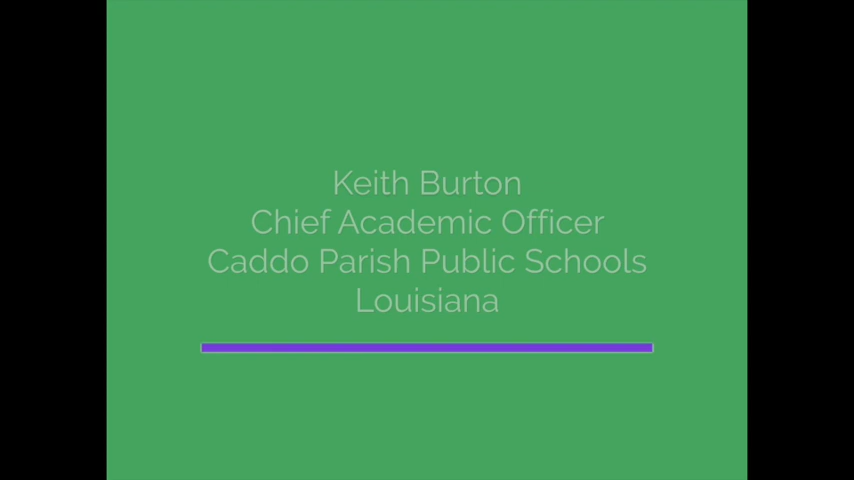 Keith Burton
Chief Academic Officer
Caddo Parish Public Schools
Louisiana